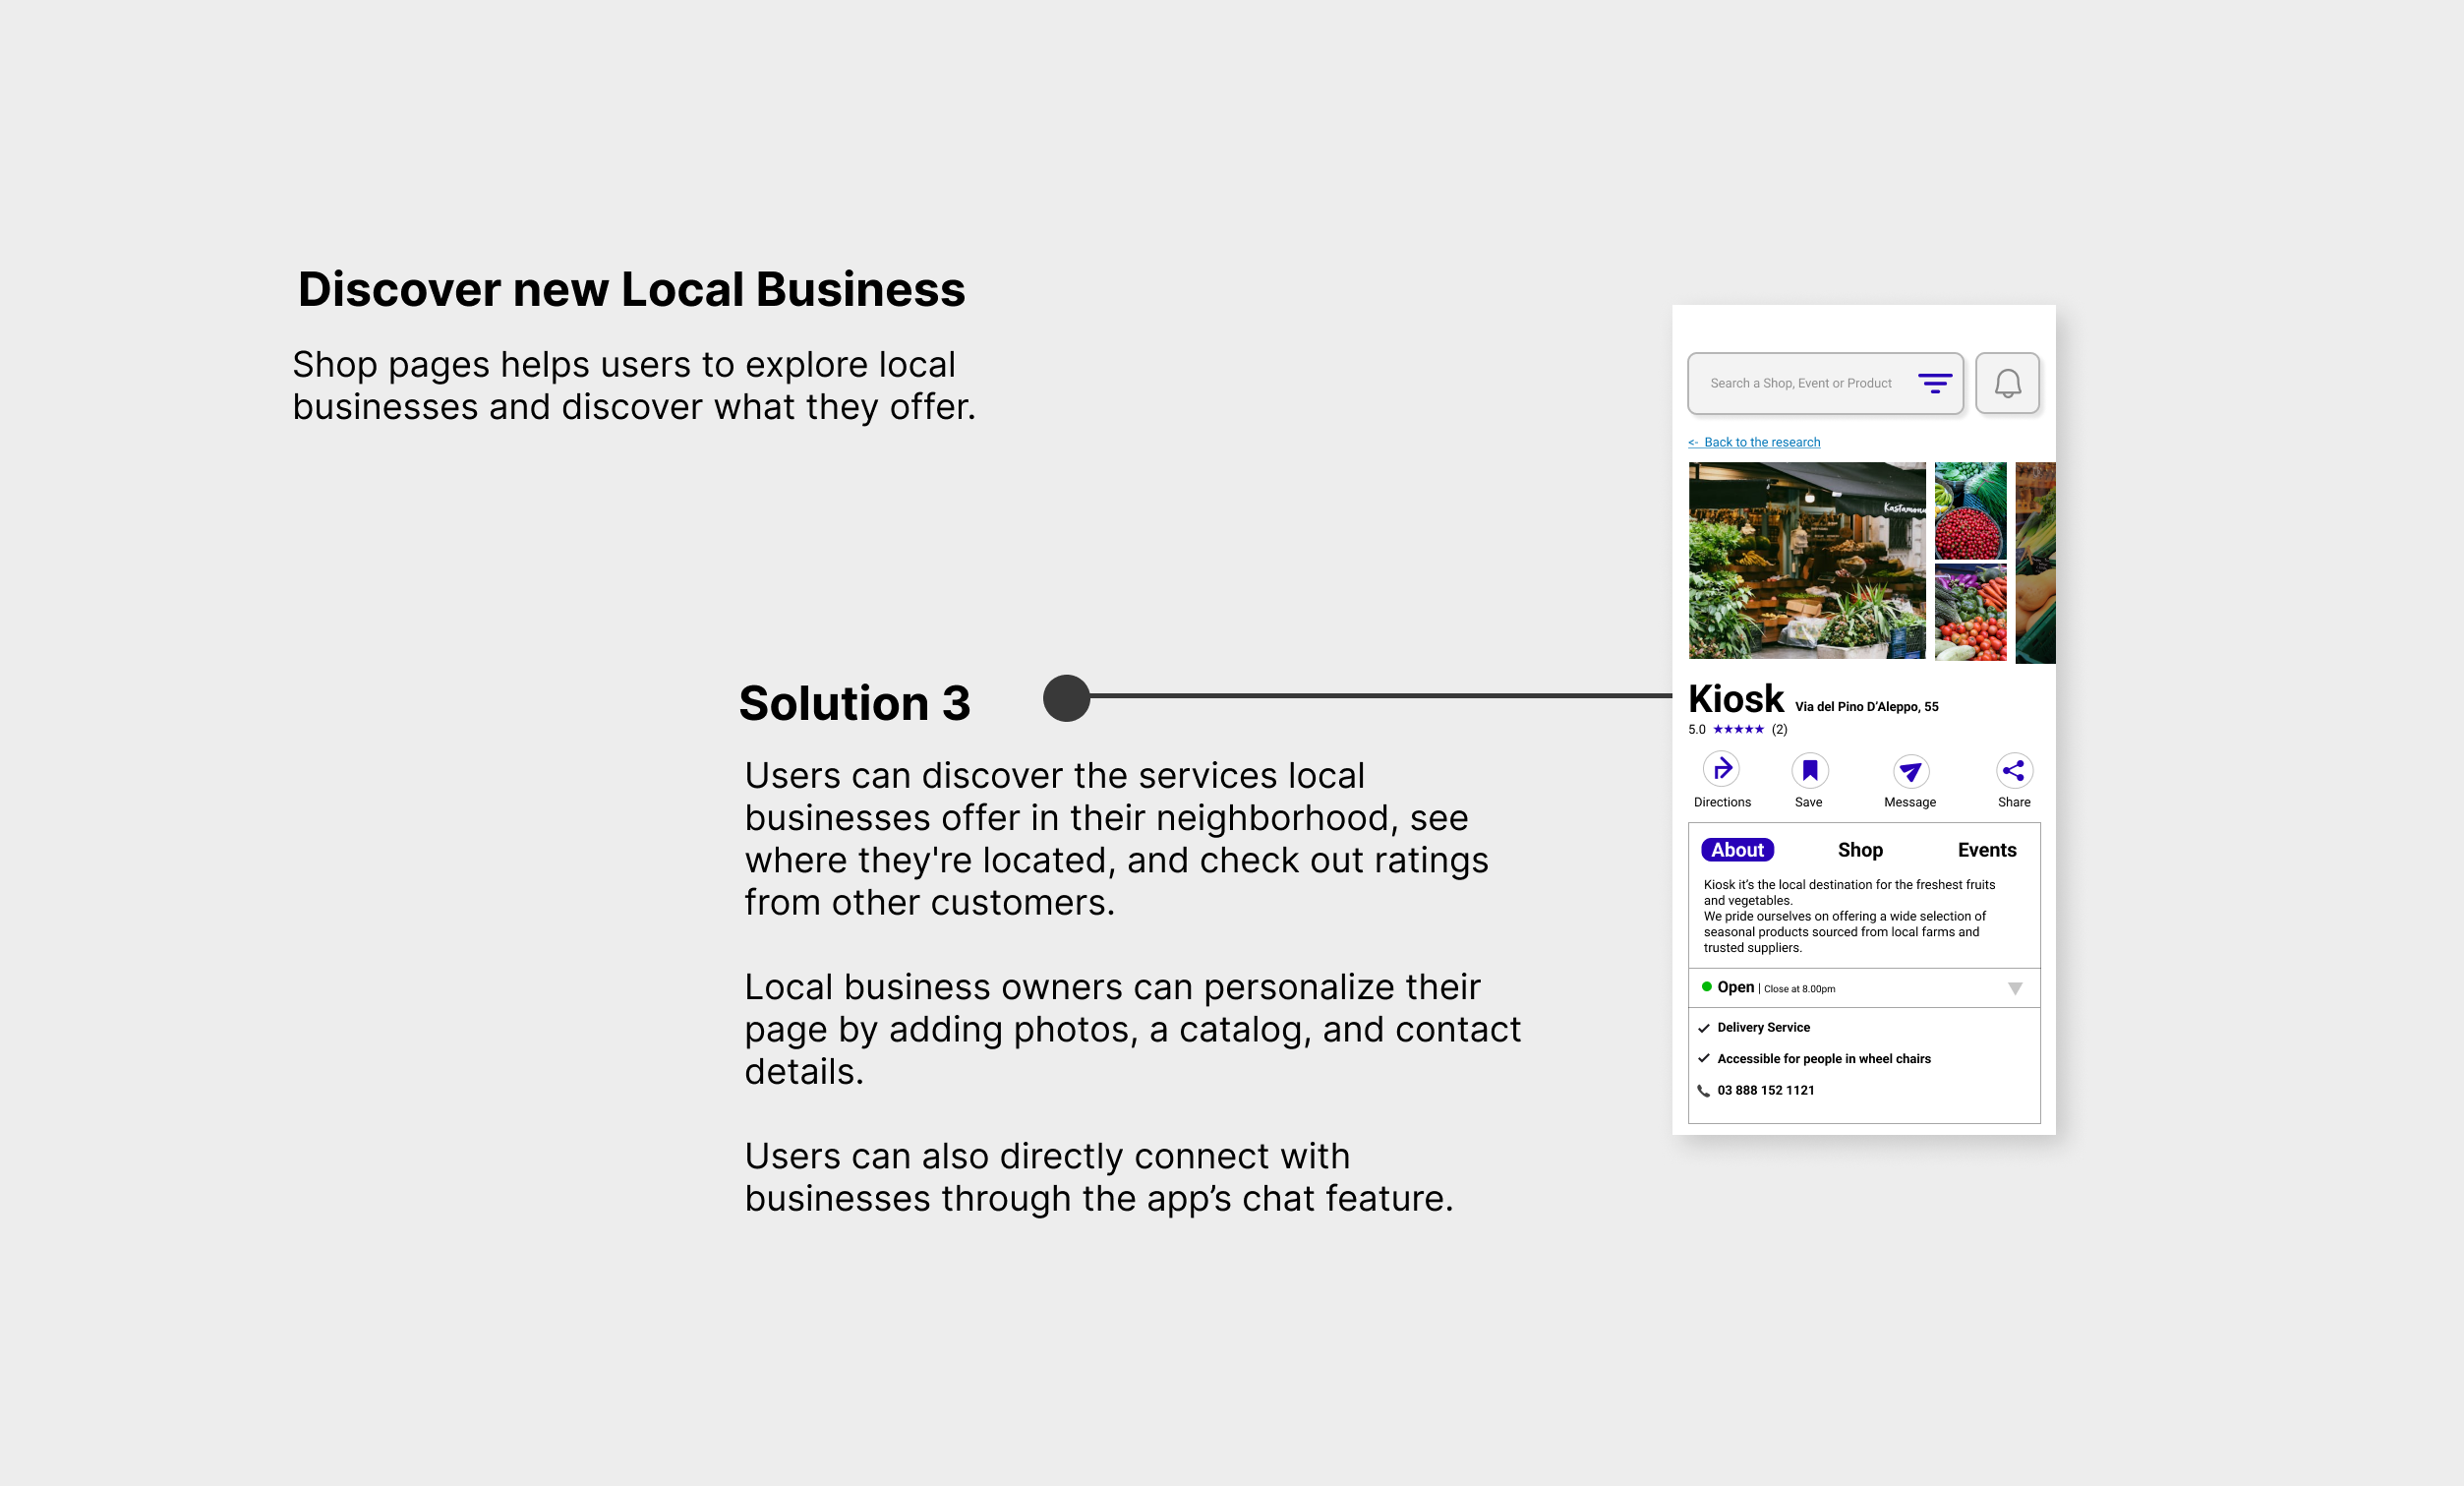 Discover new Local Business
Shop pages helps users to explore local
businesses and discover what they offer.
Solution 3
Users can discover the services local
businesses offer in their neighborhood, see
where they're located, and check out ratings
from other customers.
Local business owners can personalize their
page by adding photos, a catalog, and contact
details.
Users can also directly connect with
businesses through the app’s chat feature.
Search a Shop, Event or Product
<- Back to the research
Kastamonu
Kiosk Via del Pino D’Aleppo, 55
5.0 ★★★★★ (2)
Directions Save Message Share
About Shop Events
Kiosk it’s the local destination for the freshest fruits
and vegetables.
We pride ourselves on offering a wide selection of
seasonal products sourced from local farms and
trusted suppliers.
Open | Close at 8.00pm
Delivery Service
Accessible for people in wheel chairs
03 888 152 1121